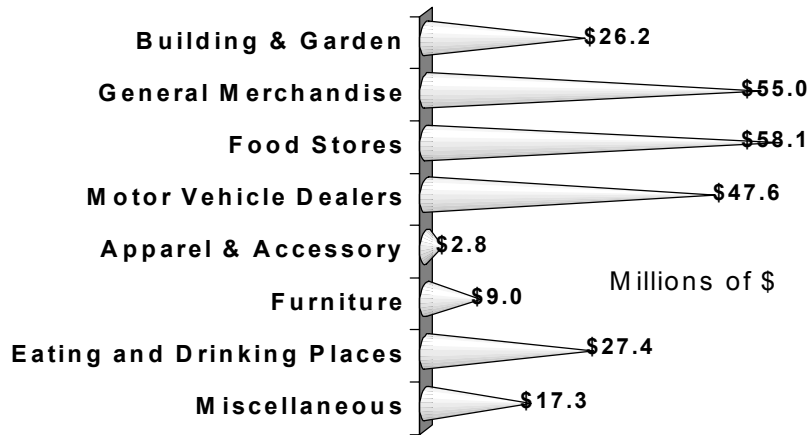 Building & Garden $26.2
General Merchandise $55.0
Food Stores $58.1
Motor Vehicle Dealers $47.6
Apparel & Accessory $2.8
Millions of $
Furniture $9.0
Eating and Drinking Places $27.4
Miscellaneous $17.3